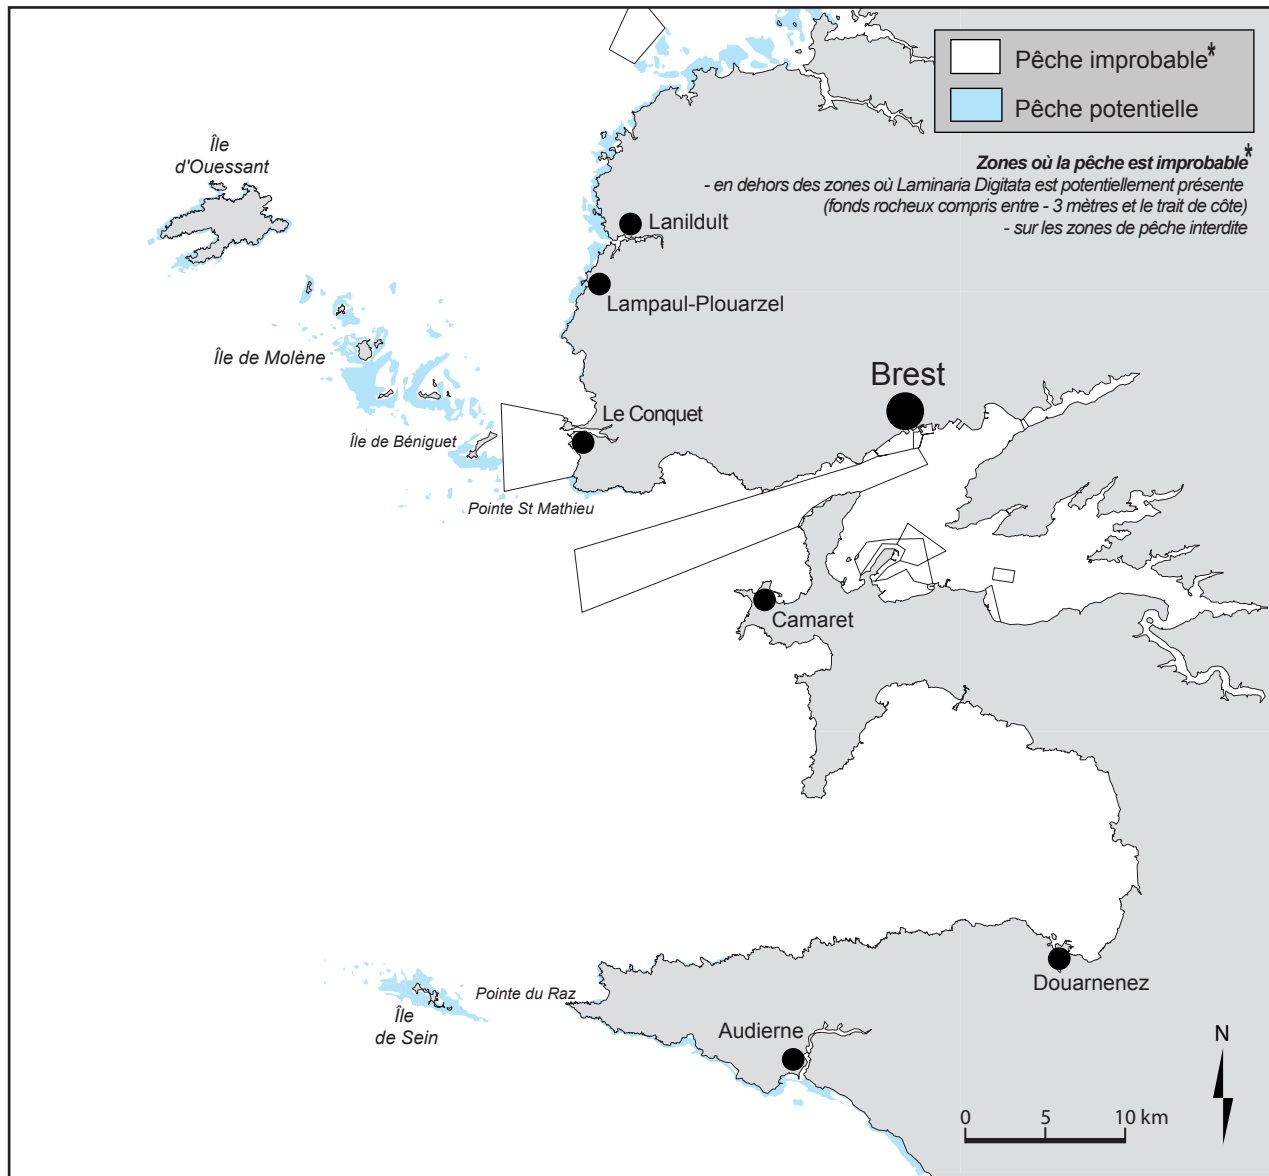 Pêche improbable*
Pêche potentielle
Zones où la pêche est improbable*
- en dehors des zones où Laminaria Digitata est potentiellement présente
(fonds rocheux compris entre - 3 mètres et le trait de côte)
- sur les zones de pêche interdite
Île
d'Ouessant
Lanildult
Lampaul-Plouarzel
Île de Molène
Brest
Le Conquet
Île de Béniguet
Pointe St Mathieu
Camaret
Douarnenez
Pointe du Raz
Île
de Sein
Audierne
N
0 5 10 km